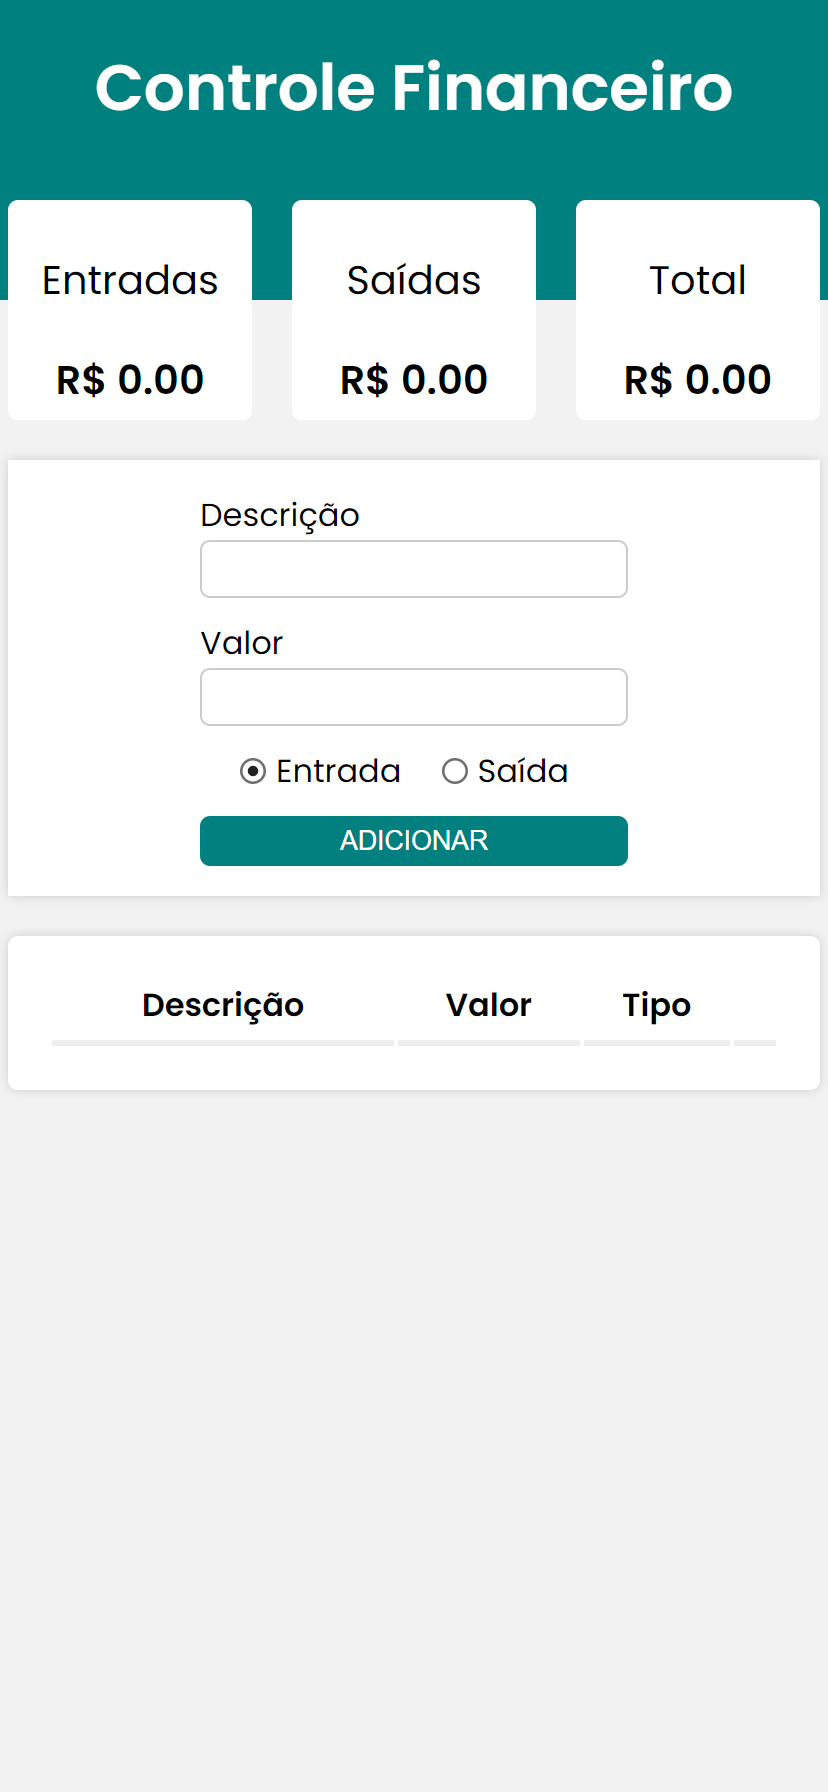 Controle Financeiro
Entradas
R$ 0.00
Saídas
R$ 0.00
Total
R$ 0.00
Descrição
Valor
Entrada Saída
ADICIONAR
Descrição Valor Tipo